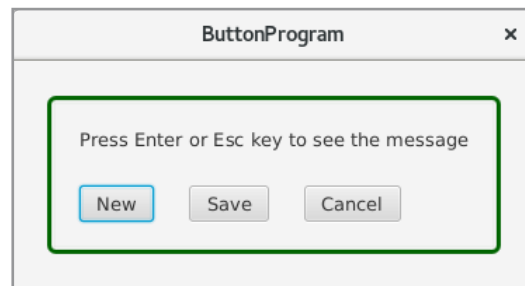 ButtonProgram ×
Press Enter or Esc key to see the message
New Save Cancel